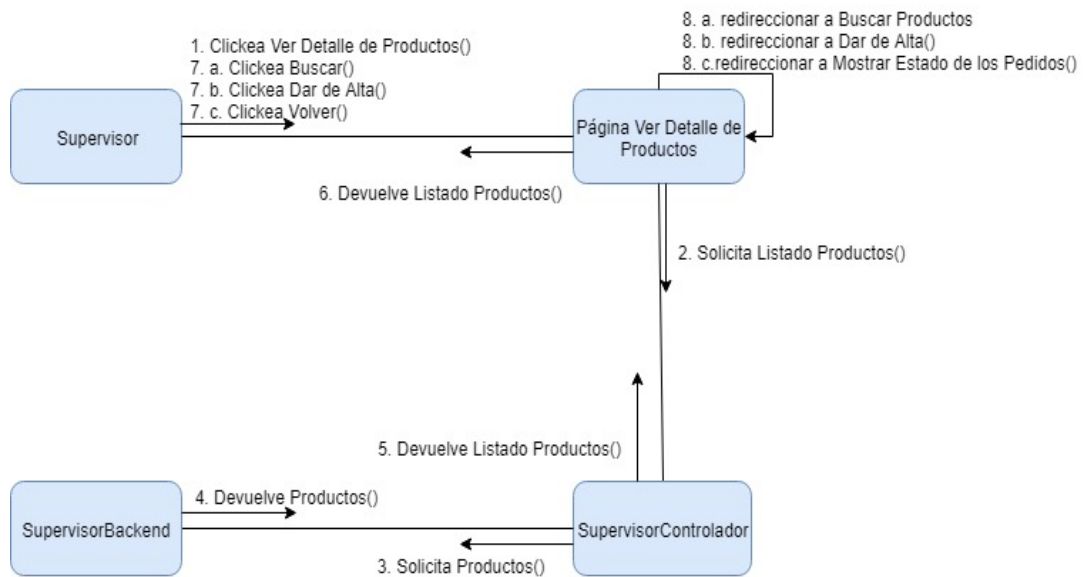 8. a. redireccionar a Buscar Productos
8. b. redireccionar a Dar de Alta()
8. c.redireccionar a Mostrar Estado de los Pedidos()
1. Clickea Ver Detalle de Productos()
7. a. Clickea Buscar()
7. b. Clickea Dar de Alta()
7. c. Clickea Volver()
Supervisor
Página Ver Detalle de
Productos
6. Devuelve Listado Productos()
2. Solicita Listado Productos()
5. Devuelve Listado Productos()
4. Devuelve Productos()
SupervisorBackend
SupervisorControlador
3. Solicita Productos()